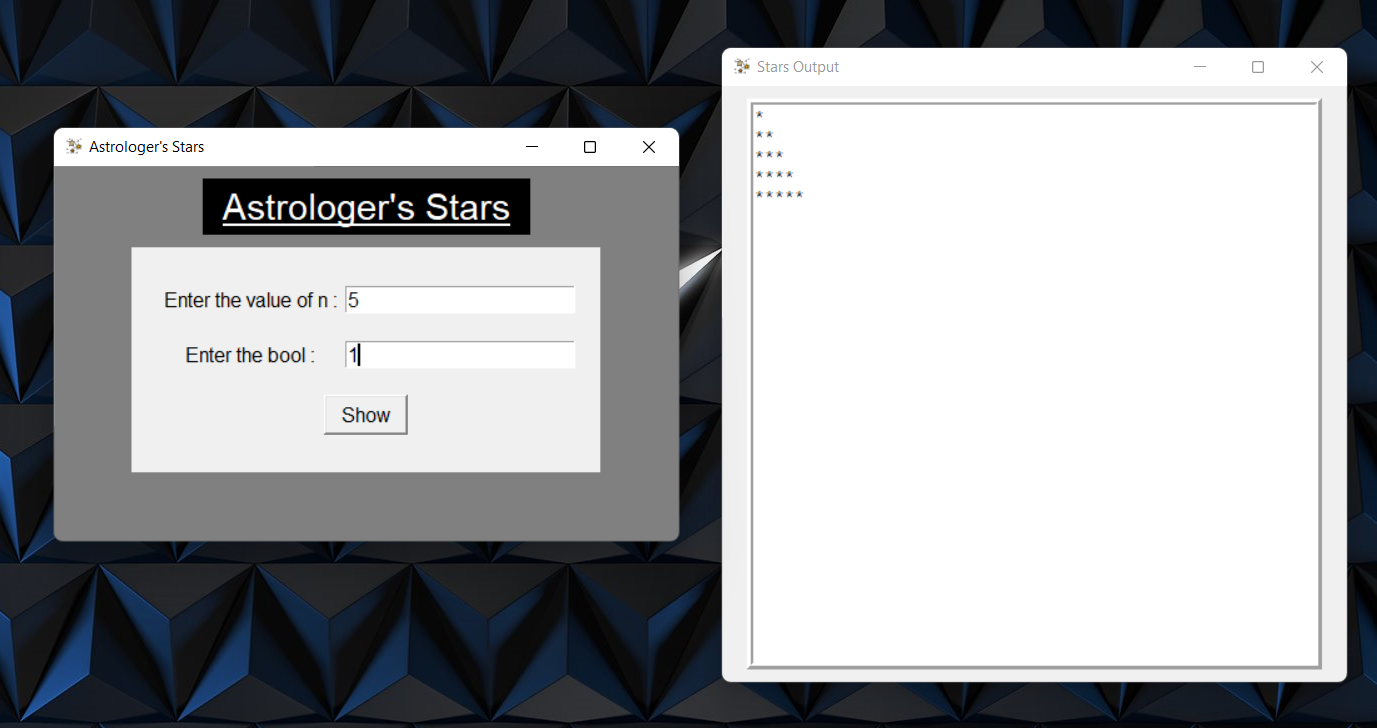 Astrologer's Stars
Astrologer's Stars
Enter the value of n : 5
Enter the bool : 1
Show
Stars Output
*
**
***
****
*****